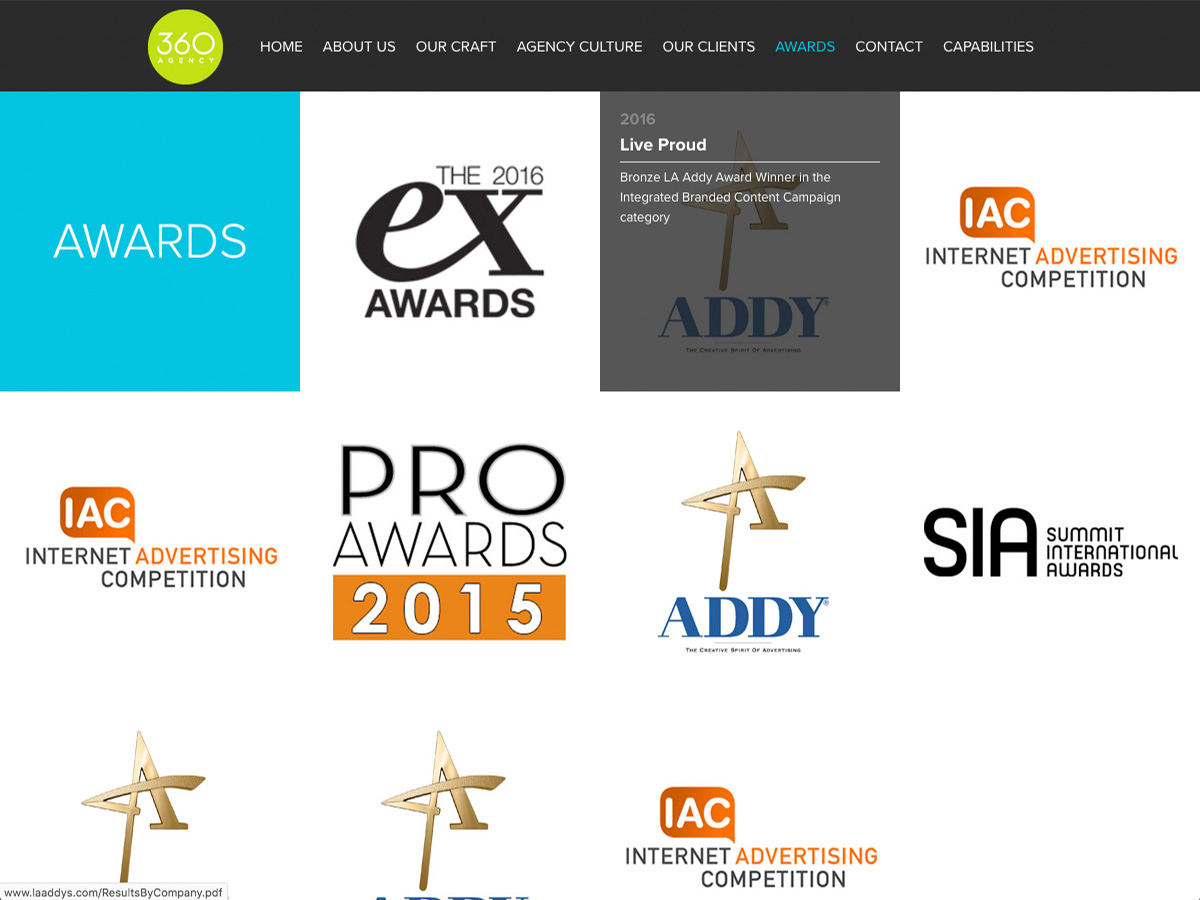 360
AGENCY
HOME ABOUT US OUR CRAFT AGENCY CULTURE OUR CLIENTS AWARDS CONTACT CAPABILITIES
AWARDS
THE 2016
ex
AWARDS
2016
Live Proud
Bronze LA Addy Award Winner in the
Integrated Branded Content Campaign
category
ADDY®
THE CREATIVE SPIRIT OF ADVERTISING
IAC
INTERNET ADVERTISING
COMPETITION
IAC
INTERNET ADVERTISING
COMPETITION
PRO
AWARDS
2015
ADDY®
THE CREATIVE SPIRIT OF ADVERTISING
SIA SUMMIT
INTERNATIONAL
AWARDS
ADDY
IAC
INTERNET ADVERTISING
COMPETITION
www.laaddys.com/ResultsByCompany.pdf